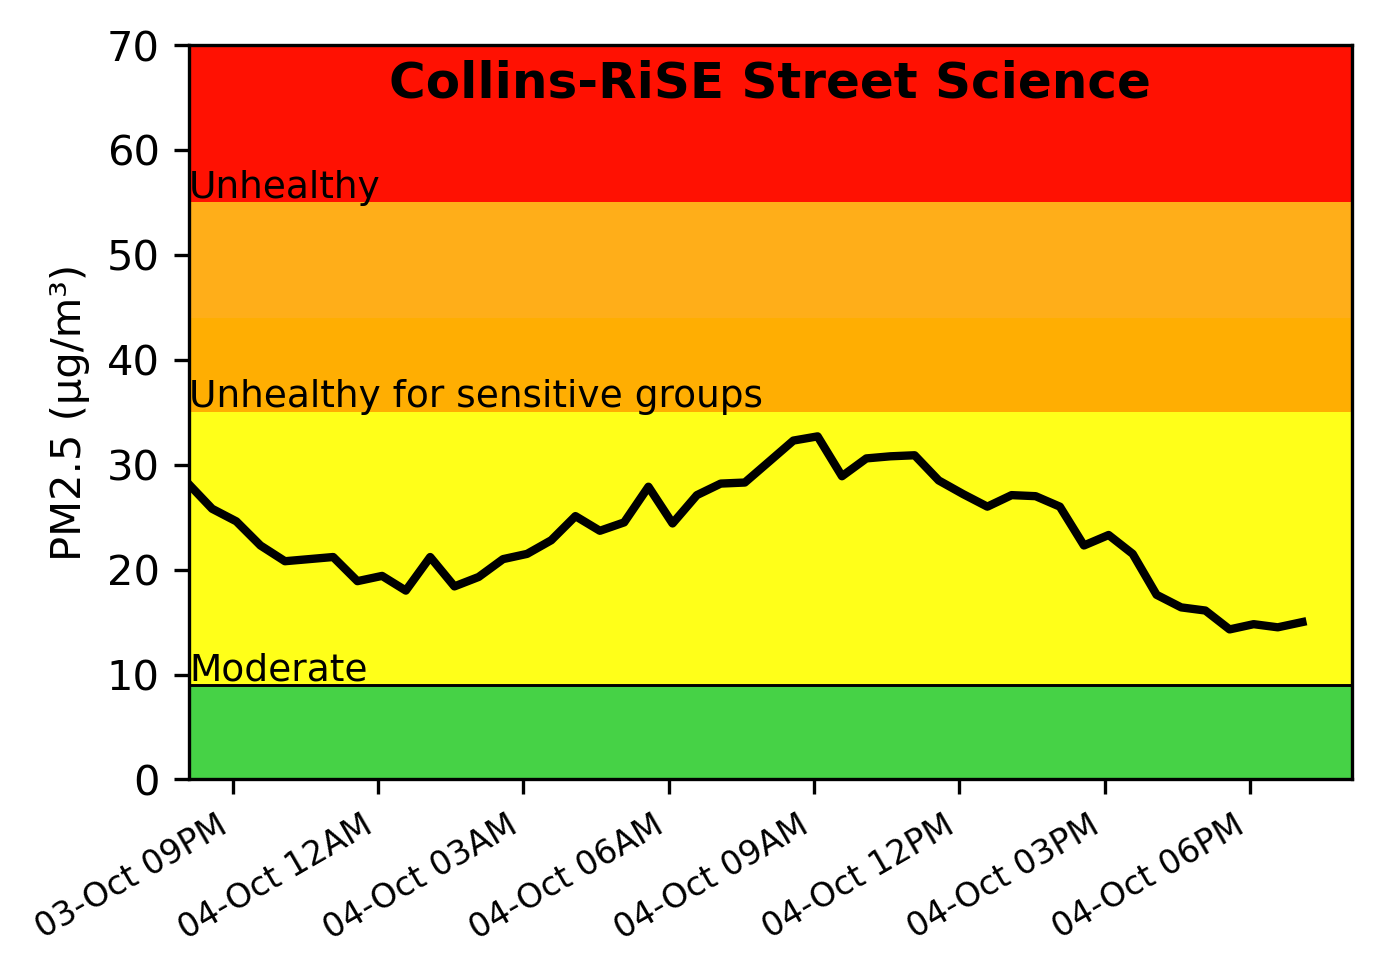 Collins-RiSE Street Science
70
60
Unhealthy
50
40
Unhealthy for sensitive groups
30
20
Moderate
10
0
PM2.5 (μg/m³)
03-Oct 09PM
04-Oct 12AM
04-Oct 03AM
04-Oct 06AM
04-Oct 09AM
04-Oct 12PM
04-Oct 03PM
04-Oct 06PM